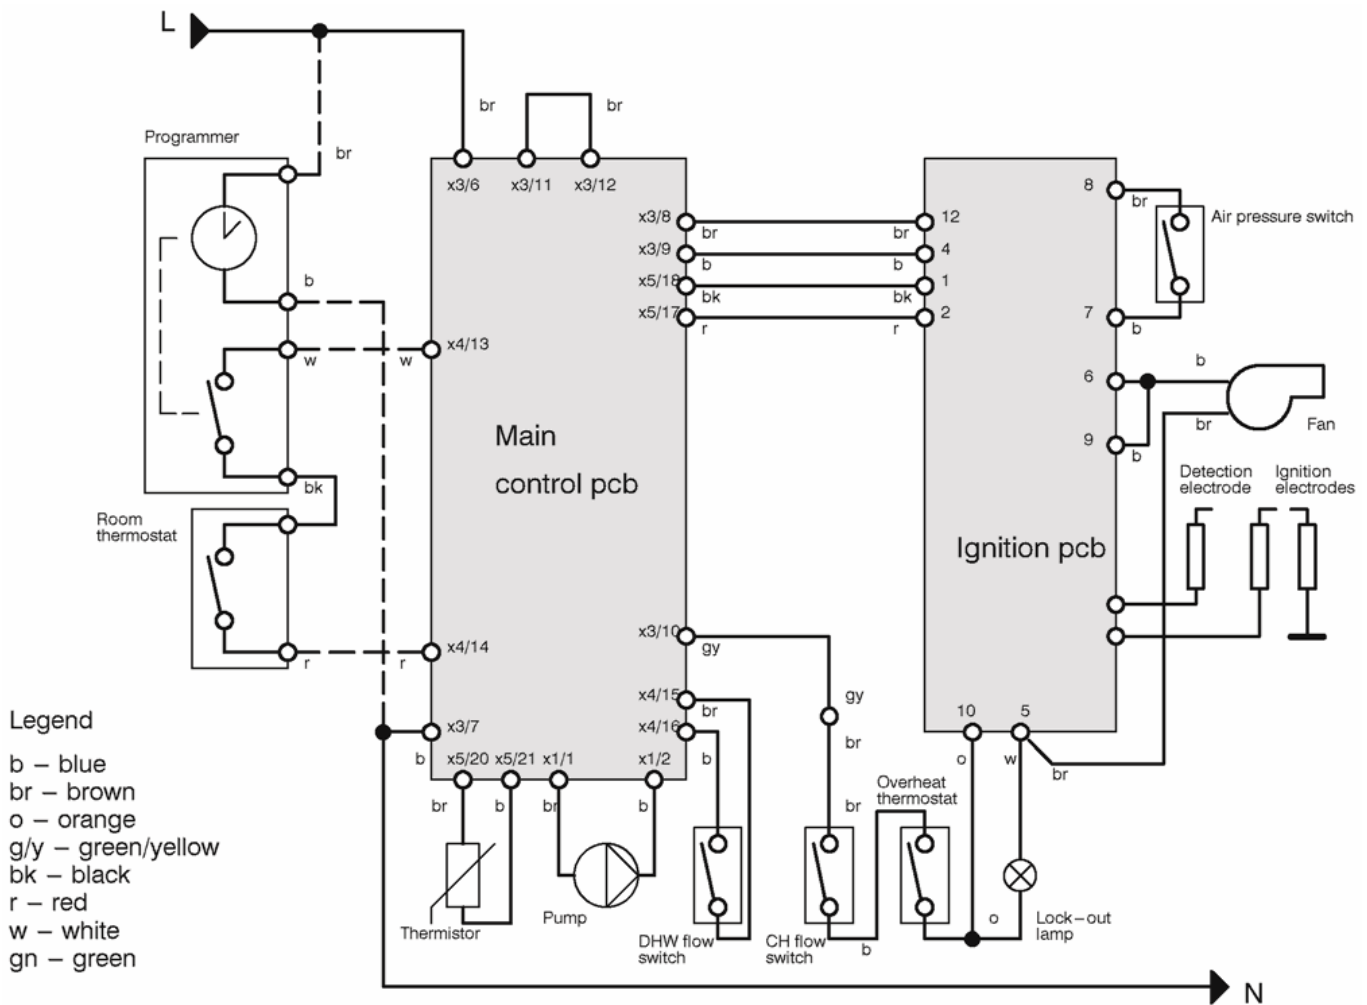 L
br
br
Programmer
br
x3/6
x3/11
x3/12
8
br
x3/8
br
br
12
Air pressure switch
x3/9
b
b
4
b
x5/18
bk
bk
1
x5/17
r
r
2
7
b
w
w
x4/13
b
6
br
Fan
Main
control pcb
9
b
bk
Detection
electrode
Ignition
electrodes
Room
thermostat
Ignition pcb
x3/10
gy
x4/14
r
r
x4/15
br
gy
10
5
Legend
x3/7
x4/16
br
b
b
o
w
br
x5/20
x5/21
x1/1
x1/2
b – blue
br
b
br
b
br
Overheat
thermostat
br – brown
o – orange
g/y – green/yellow
bk – black
r – red
w – white
gn – green
Thermistor
Pump
DHW flow
switch
CH flow
switch
b
o
Lock–out
lamp
N